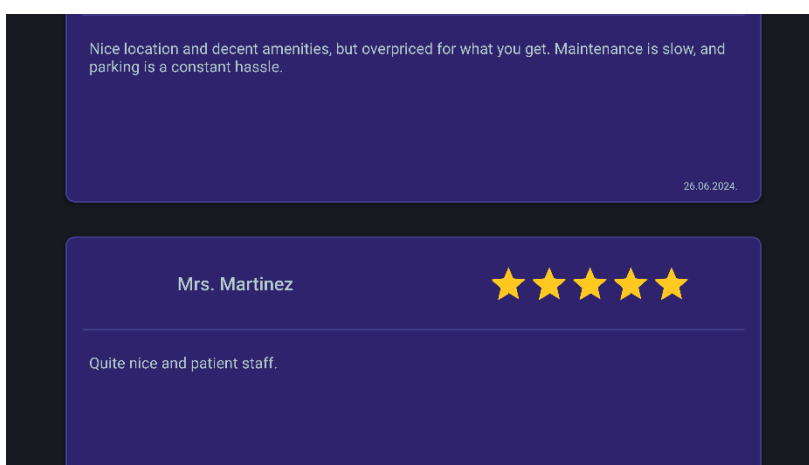 Nice location and decent amenities, but overpriced for what you get. Maintenance is slow, and
parking is a constant hassle.
26.06.2024.
Mrs. Martinez
Quite nice and patient staff.